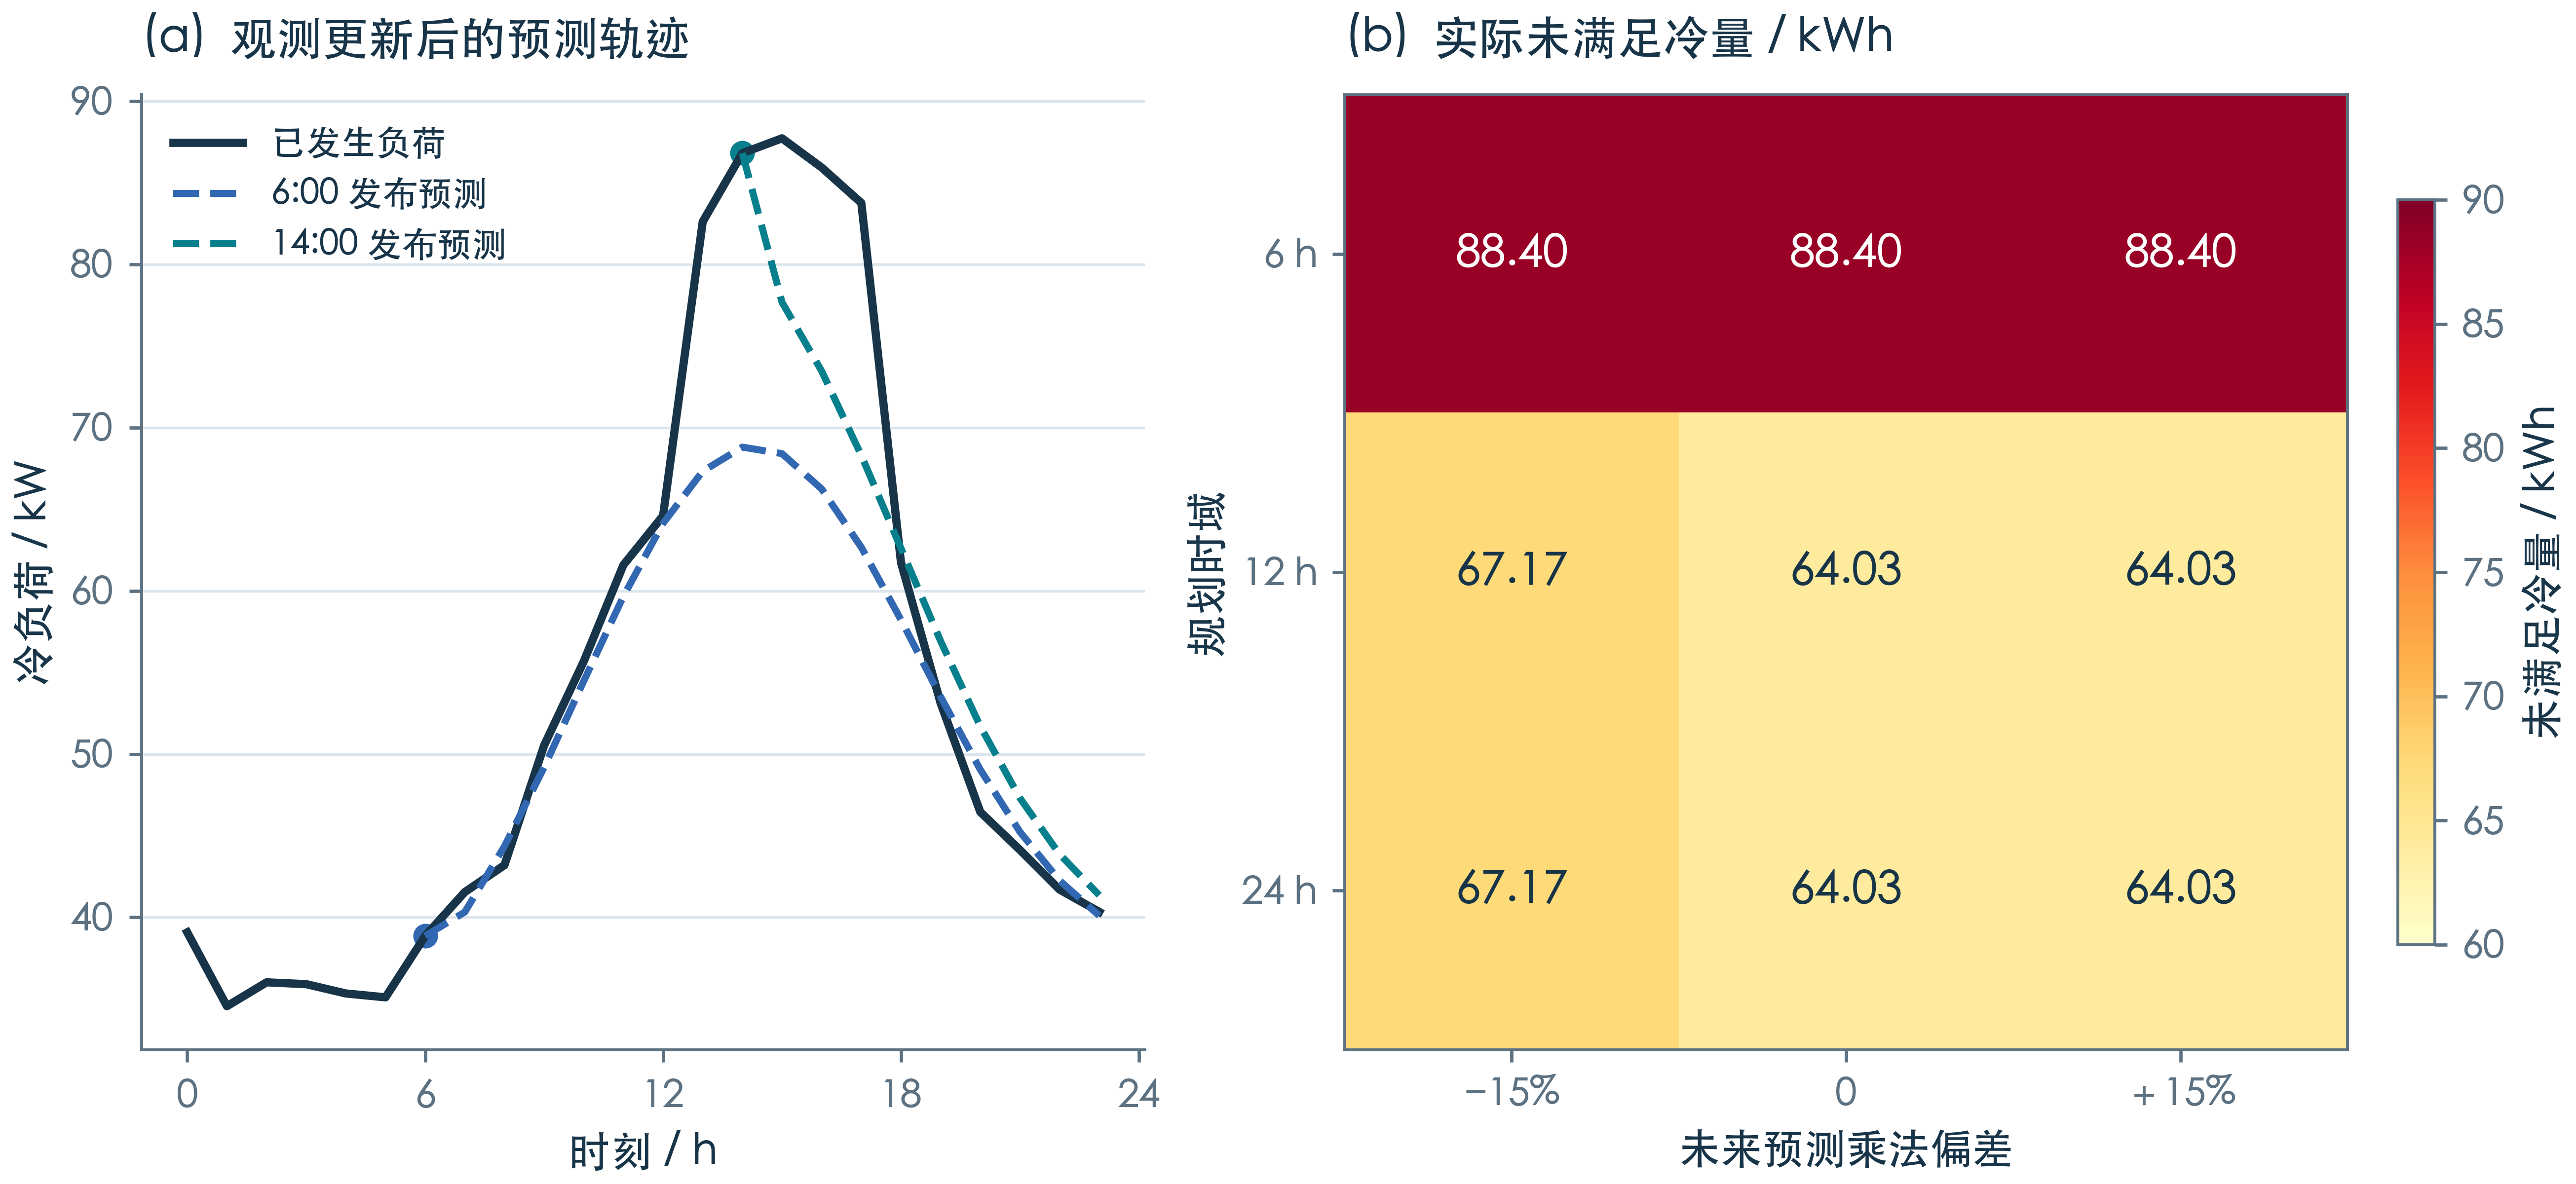 (a) 观测更新后的预测轨迹
90
80
70
60
50
40
冷负荷 / kW
已发生负荷
6:00 发布预测
14:00 发布预测
0 6 12 18 24
时刻 / h
(b) 实际未满足冷量 / kWh
规划时域
6 h 88.40 88.40 88.40
12 h 67.17 64.03 64.03
24 h 67.17 64.03 64.03
−15% 0 + 15%
未来预测乘法偏差
90
85
80
75
70
65
60
未满足冷量 / kWh